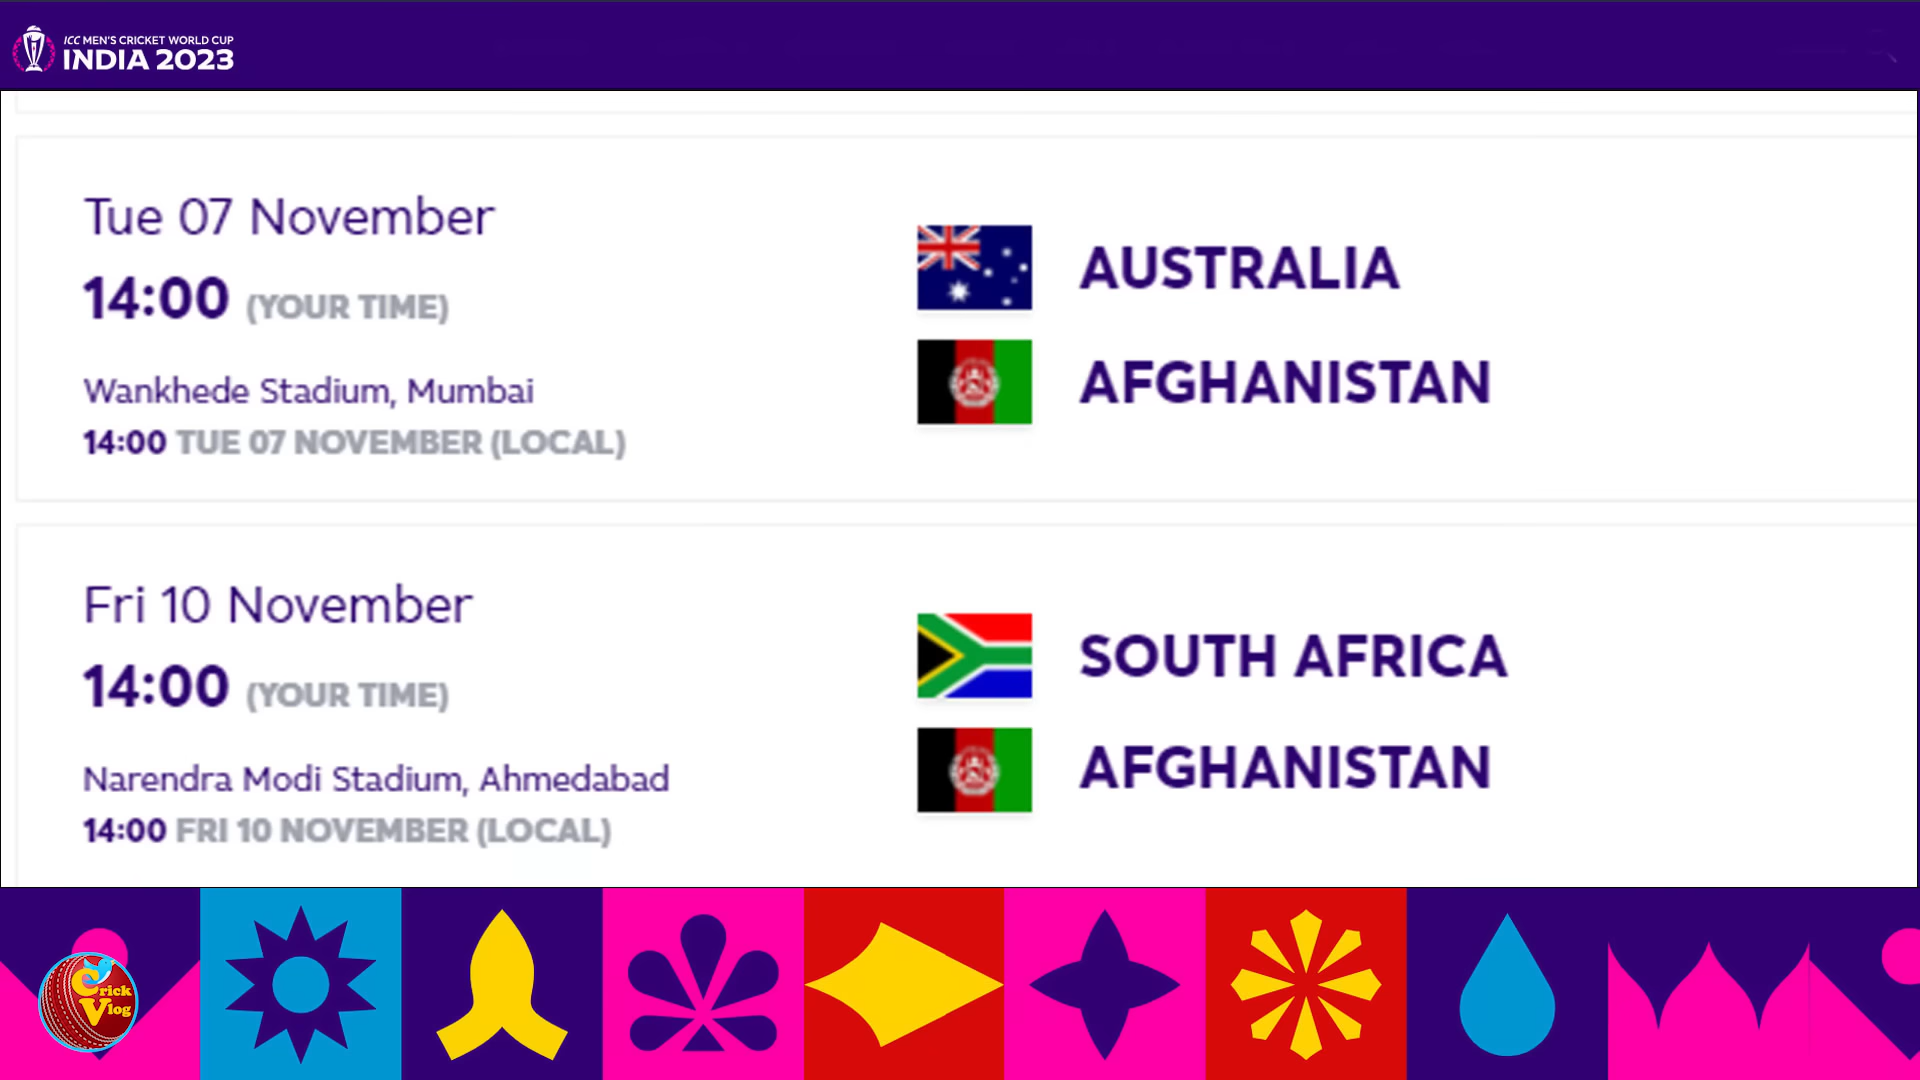 ICC MEN'S CRICKET WORLD CUP
INDIA 2023
Tue 07 November
14:00 (YOUR TIME)
Wankhede Stadium, Mumbai
14:00 TUE 07 NOVEMBER (LOCAL)
AUSTRALIA
AFGHANISTAN
Fri 10 November
14:00 (YOUR TIME)
Narendra Modi Stadium, Ahmedabad
14:00 FRI 10 NOVEMBER (LOCAL)
SOUTH AFRICA
AFGHANISTAN
Crick
Vlog